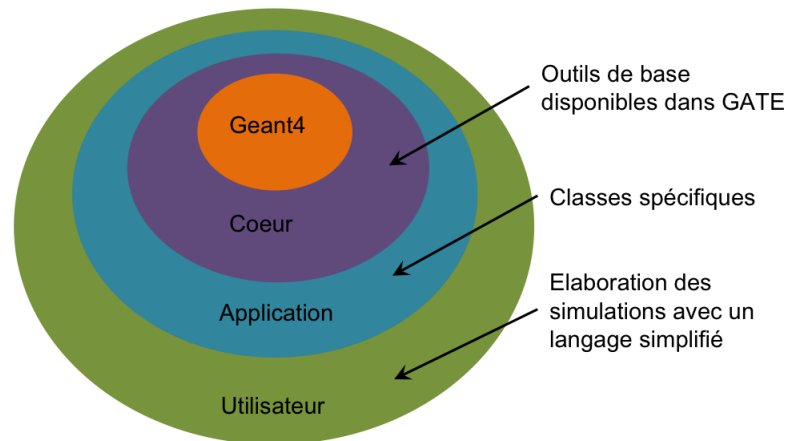 Geant4
Coeur
Application
Utilisateur
Outils de base
disponibles dans GATE
Classes spécifiques
Elaboration des
simulations avec un
langage simplifié